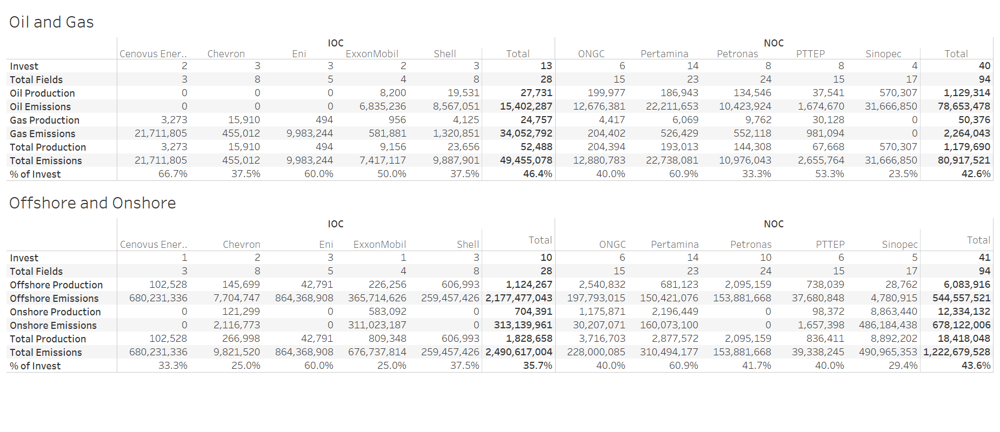 Oil and Gas
IOC NOC
Cenovus Ener.. Chevron Eni ExxonMobil Shell Total ONGC Pertamina Petronas PTTEP Sinopec Total
Invest 2 3 3 2 3 13 6 14 8 8 4 40
Total Fields 3 8 5 4 8 28 15 23 24 15 17 94
Oil Production 0 0 0 8,200 19,531 27,731 199,977 186,943 134,546 37,541 570,307 1,129,314
Oil Emissions 0 0 0 6,835,236 8,567,051 15,402,287 12,676,381 22,211,653 10,423,924 1,674,670 31,666,850 78,653,478
Gas Production 3,273 15,910 494 956 4,125 24,757 4,417 6,069 9,762 30,128 0 50,376
Gas Emissions 21,711,805 455,012 9,983,244 581,881 1,320,851 34,052,792 204,402 526,429 552,118 981,094 0 2,264,043
Total Production 3,273 15,910 494 9,156 23,656 52,488 204,394 193,013 144,308 67,668 570,307 1,179,690
Total Emissions 21,711,805 455,012 9,983,244 7,417,117 9,887,901 49,455,078 12,880,783 22,738,081 10,976,043 2,655,764 31,666,850 80,917,521
% of Invest 66.7% 37.5% 60.0% 50.0% 37.5% 46.4% 40.0% 60.9% 33.3% 53.3% 23.5% 42.6%
Offshore and Onshore
IOC NOC
Cenovus Ener.. Chevron Eni ExxonMobil Shell Total ONGC Pertamina Petronas PTTEP Sinopec Total
Invest 1 2 3 1 3 10 6 14 10 6 5 41
Total Fields 3 8 5 4 8 28 15 23 24 15 17 94
Offshore Production 102,528 145,699 42,791 226,256 606,993 1,124,267 2,540,832 681,123 2,095,159 738,039 28,762 6,083,916
Offshore Emissions 680,231,336 7,704,747 864,368,908 365,714,626 259,457,426 2,177,477,043 197,793,015 150,421,076 153,881,668 37,680,848 4,780,915 544,557,521
Onshore Production 0 121,299 0 583,092 0 704,391 1,175,871 2,196,449 0 98,372 8,863,440 12,334,132
Onshore Emissions 0 2,116,773 0 311,023,187 0 313,139,961 30,207,071 160,073,100 0 1,657,398 486,184,438 678,122,006
Total Production 102,528 266,998 42,791 809,348 606,993 1,828,658 3,716,703 2,877,572 2,095,159 836,411 8,892,202 18,418,048
Total Emissions 680,231,336 9,821,520 864,368,908 676,737,814 259,457,426 2,490,617,004 228,000,085 310,494,177 153,881,668 39,338,245 490,965,353 1,222,679,528
% of Invest 33.3% 25.0% 60.0% 25.0% 37.5% 35.7% 40.0% 60.9% 41.7% 40.0% 29.4% 43.6%